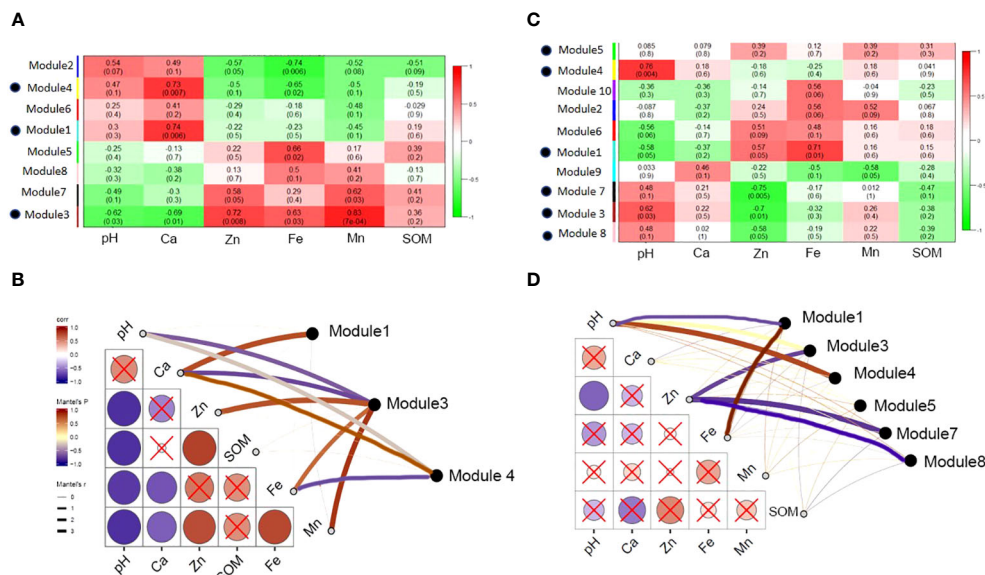 A
Module2 0.54 0.49 -0.57 -0.74 -0.52 -0.51
(0.07) (0.1) (0.05) (0.006) (0.08) (0.09)
Module4 0.47 0.73 -0.5 -0.65 -0.5 -0.19
(0.1) (0.007) (0.1) (0.02) (0.1) (0.5)
Module6 0.25 0.41 -0.29 -0.18 -0.48 -0.029
(0.4) (0.2) (0.4) (0.6) (0.1) (0.9)
Module1 0.3 0.74 -0.22 -0.23 -0.45 0.19
(0.3) (0.006) (0.5) (0.5) (0.1) (0.6)
Module5 -0.25 -0.13 0.22 0.66 0.17 0.39
(0.4) (0.7) (0.5) (0.02) (0.6) (0.2)
Module8 -0.32 -0.38 0.13 0.5 0.41 -0.13
(0.3) (0.2) (0.7) (0.1) (0.2) (0.7)
Module7 -0.49 -0.3 0.58 0.29 0.62 0.41
(0.1) (0.3) (0.05) (0.4) (0.03) (0.2)
Module3 -0.62 -0.69 0.72 0.63 0.83 0.36
(0.03) (0.01) (0.008) (0.03) (7e-04) (0.2)
pH Ca Zn Fe Mn SOM
1
0.5
0
-0.5
-1
C
Module5 0.085 0.079 0.39 0.12 0.39 0.31
(0.8) (0.8) (0.2) (0.7) (0.2) (0.3)
Module4 0.76 0.18 -0.18 -0.25 0.18 0.041
(0.004) (0.6) (0.6) (0.4) (0.6) (0.9)
Module 10 -0.36 -0.36 -0.14 0.56 -0.04 -0.23
(0.3) (0.3) (0.7) (0.06) (0.9) (0.5)
Module2 -0.087 -0.37 0.24 0.56 0.52 0.067
(0.8) (0.2) (0.5) (0.06) (0.09) (0.8)
Module6 -0.56 -0.14 0.51 0.48 0.16 0.18
(0.06) (0.7) (0.09) (0.1) (0.6) (0.6)
Module1 -0.58 -0.37 0.57 0.71 0.16 0.15
(0.05) (0.2) (0.05) (0.01) (0.6) (0.6)
Module9 0.033 0.46 -0.22 -0.5 -0.58 -0.28
(0.9) (0.1) (0.5) (0.1) (0.05) (0.4)
Module 7 0.48 0.21 -0.75 -0.17 0.012 -0.47
(0.1) (0.5) (0.005) (0.6) (1) (0.1)
Module 3 0.62 0.22 -0.7 -0.32 0.26 -0.38
(0.03) (0.5) (0.01) (0.3) (0.4) (0.2)
Module 8 0.48 0.02 -0.58 -0.19 0.22 -0.39
(0.1) (1) (0.05) (0.5) (0.5) (0.2)
pH Ca Zn Fe Mn SOM
1
0.5
0
-0.5
-1
B
corr
1.0
0.5
0.0
-0.5
-1.0
Mantel's P
1.0
0.5
0.0
-0.5
-1.0
Mantel's r
0
1
2
3
pH
Ca
Zn
SOM
Fe
Mn
Module1
Module3
Module 4
pH Ca Zn SOM Fe
D
pH
Ca
Zn
Fe
Mn
SOM
Module1
Module3
Module4
Module5
Module7
Module8
pH Ca Zn Fe Mn